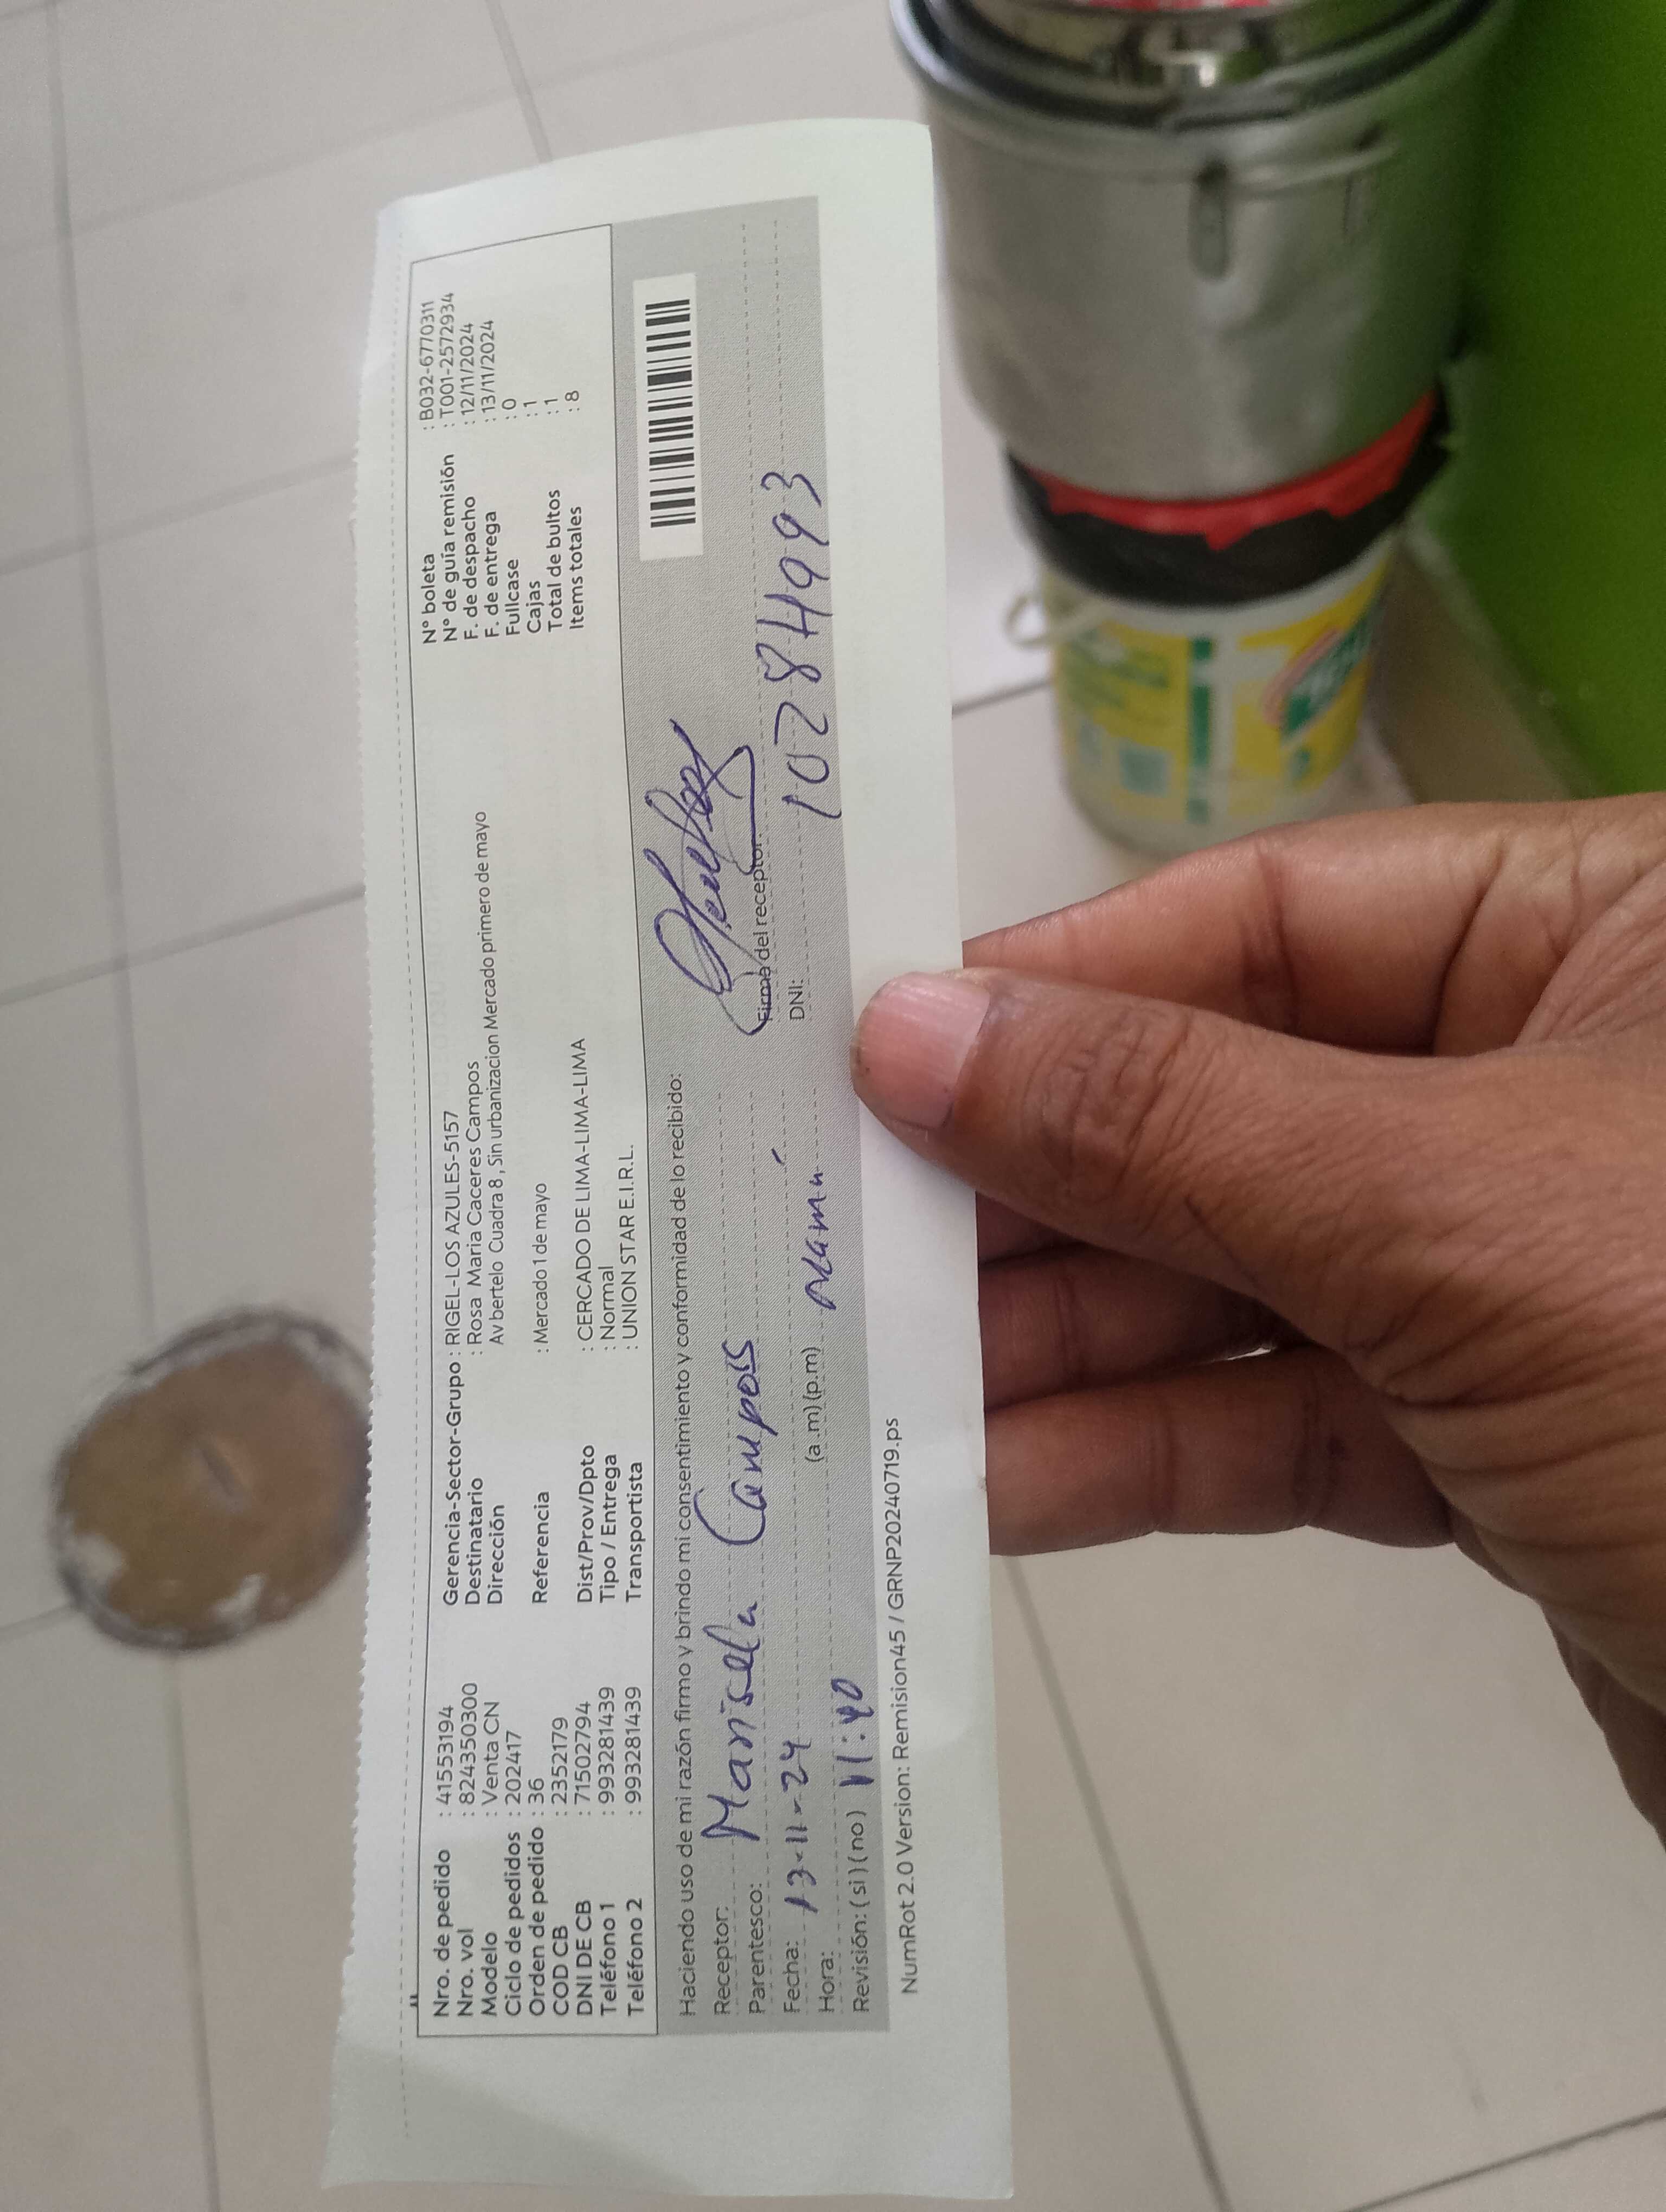 Nro. de pedido : 41553194
Nro. vol : 824350300
Modelo : Venta CN
Ciclo de pedidos : 202417
Orden de pedido : 36
COD CB : 2352179
DNI DE CB : 71502794
Teléfono 1 : 993281439
Teléfono 2 : 993281439
Gerencia-Sector-Grupo : RIGEL-LOS AZULES-5157
Destinatario : Rosa Maria Caceres Campos
Dirección Av bertelo Cuadra 8 , Sin urbanizacion Mercado primero de mayo
Referencia : Mercado 1 de mayo
Dist/Prov/Dpto : CERCADO DE LIMA-LIMA-LIMA
Tipo / Entrega : Normal
Transportista : UNION STAR E.I.R.L.
N° boleta : B032-6770311
N° de guía remisión : T001-2572934
F. de despacho : 12/11/2024
F. de entrega : 13/11/2024
Fullcase : 0
Cajas : 1
Total de bultos : 1
Items totales : 8
Haciendo uso de mi razón firmo y brindo mi consentimiento y conformidad de lo recibido:
Receptor: Marisela Campos
Parentesco: mamá
Fecha: 13-11-24
Hora: 11:40 (a.m) (p.m)
Revisión: ( si ) ( no )
Firma del receptor:
DNI: 10284993
NumRot 2.0 Version: Remision45 / GRNP20240719.ps